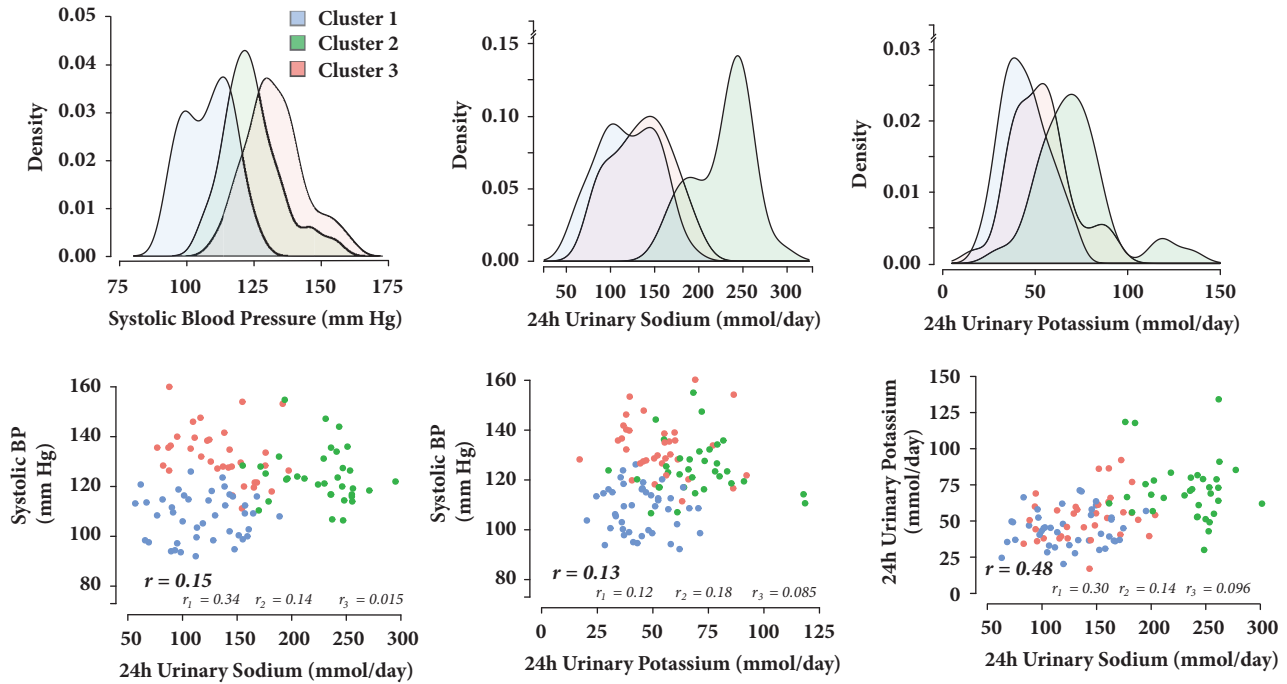 0.05
0.04
0.03
0.02
0.01
0.00
Density
75 100 125 150 175
Systolic Blood Pressure (mm Hg)
Cluster 1
Cluster 2
Cluster 3
0.15
0.10
0.05
0.00
Density
50 100 150 200 250 300
24h Urinary Sodium (mmol/day)
0.03
0.02
0.01
0.00
Density
0 50 100 150
24h Urinary Potassium (mmol/day)
160
140
120
100
80
Systolic BP
(mm Hg)
r = 0.15
r1 = 0.34 r2 = 0.14 r3 = 0.015
50 100 150 200 250 300
24h Urinary Sodium (mmol/day)
160
140
120
100
80
Systolic BP
(mm Hg)
r = 0.13
r1 = 0.12 r2 = 0.18 r3 = 0.085
0 25 50 75 100 125
24h Urinary Potassium (mmol/day)
150
125
100
75
50
25
0
24h Urinary Potassium
(mmol/day)
r = 0.48
r1 = 0.30 r2 = 0.14 r3 = 0.096
50 100 150 200 250 300
24h Urinary Sodium (mmol/day)